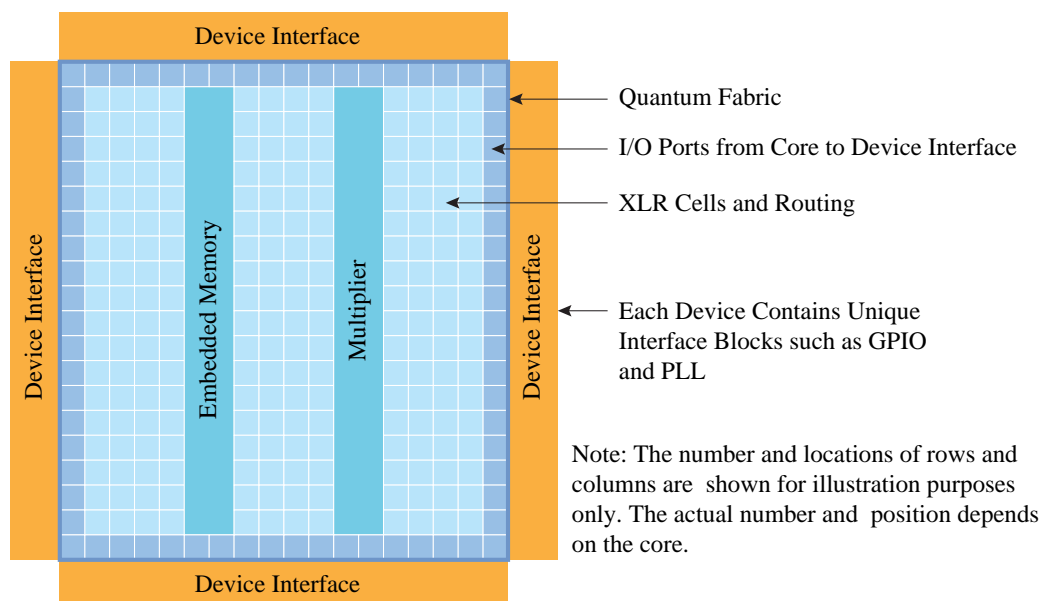 Device Interface
Quantum Fabric
I/O Ports from Core to Device Interface
XLR Cells and Routing
Device Interface
Embedded Memory
Multiplier
Device Interface
Each Device Contains Unique
Interface Blocks such as GPIO
and PLL
Note: The number and locations of rows and
columns are shown for illustration purposes
only. The actual number and position depends
on the core.
Device Interface